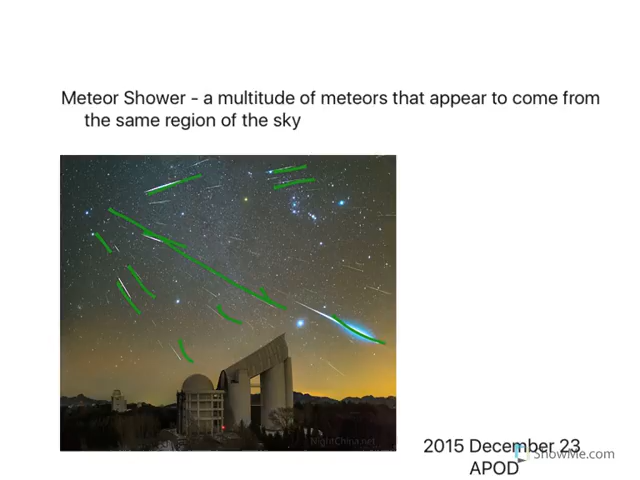 Meteor Shower - a multitude of meteors that appear to come from
the same region of the sky
NightChina.net
2015 December 23
ShowMe.com
APOD